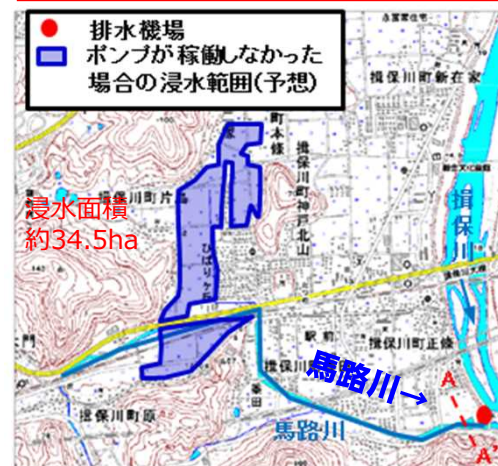 排水機場
ポンプが稼働しなかった
場合の浸水範囲(予想)
揖保川町新在家
町本條
揖保川町神戸北山
揖保川町片
浸水面積
約34.5ha
ひばりヶ丘
揖保川
駅前
揖保川町正條
馬路川→
A
揖保川町原
馬路川
A'